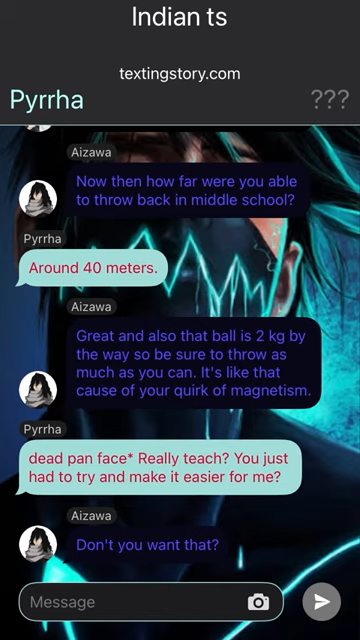 Indian ts
textingstory.com
Pyrrha ???
Aizawa
Now then how far were you able
to throw back in middle school?
Pyrrha
Around 40 meters.
Aizawa
Great and also that ball is 2 kg by
the way so be sure to throw as
much as you can. It's like that
cause of your quirk of magnetism.
Pyrrha
dead pan face* Really teach? You just
had to try and make it easier for me?
Aizawa
Don't you want that?
Message